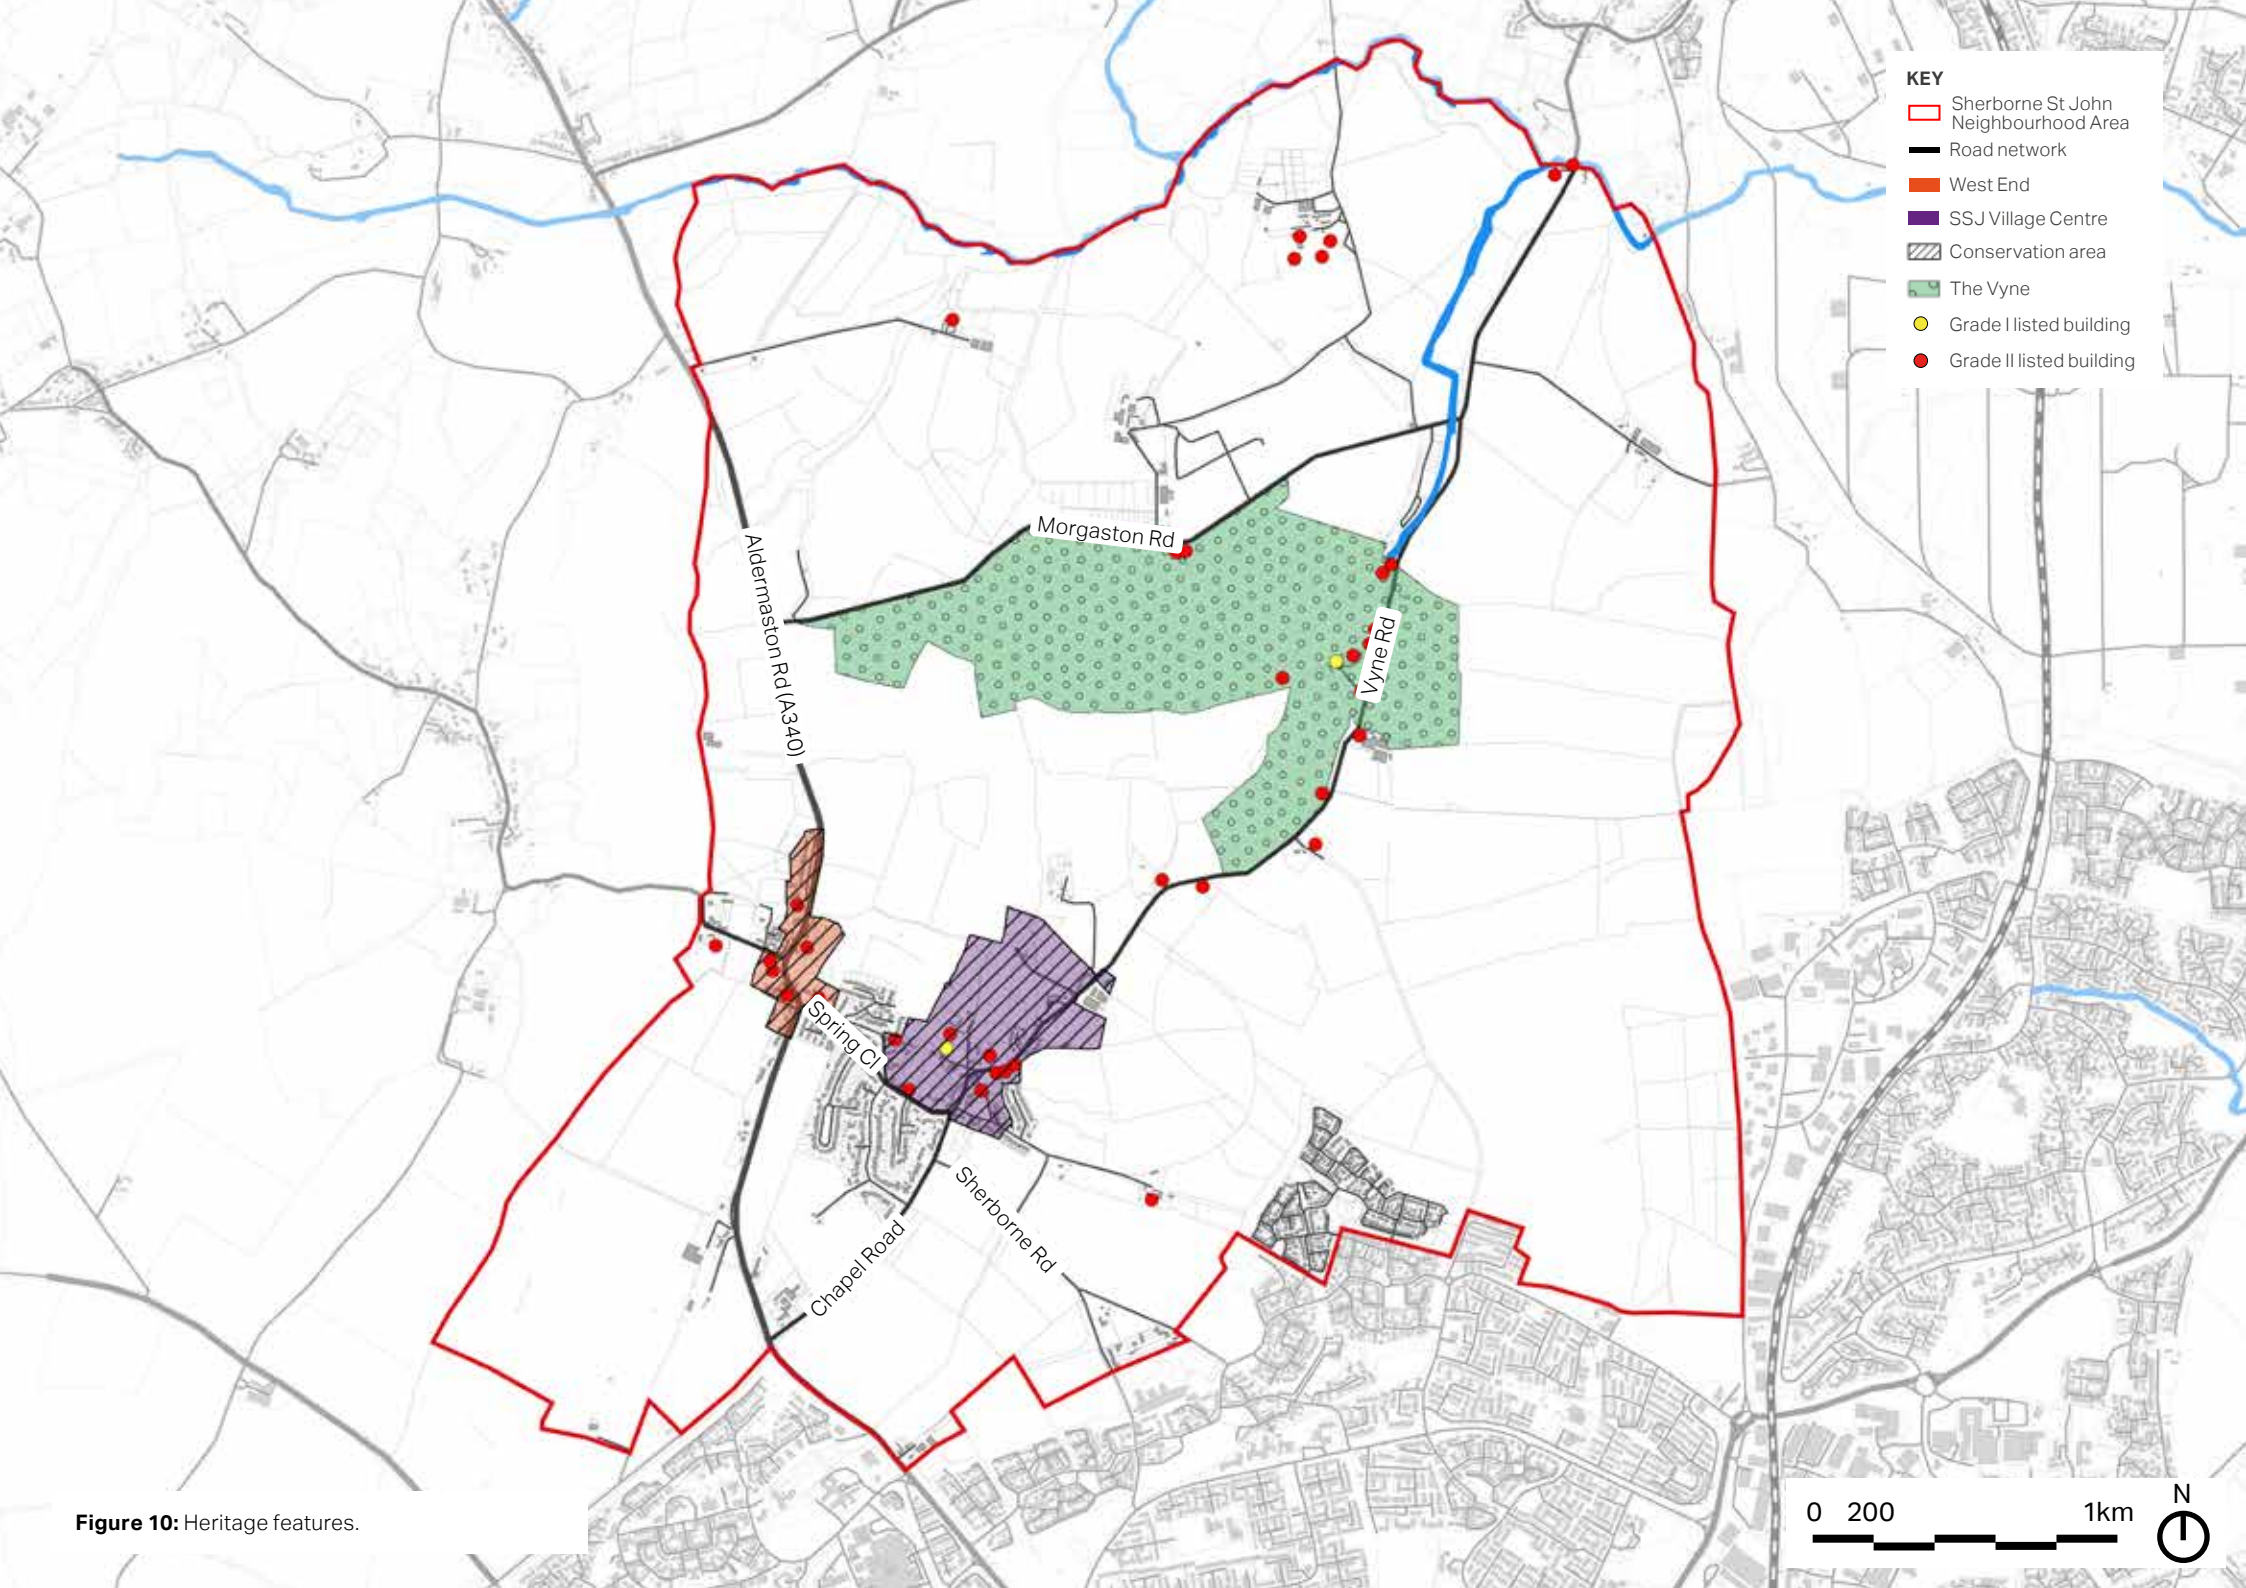 KEY
Sherborne St John
Neighbourhood Area
Road network
West End
SSJ Village Centre
Conservation area
The Vyne
Grade I listed building
Grade II listed building
Morgaston Rd
Aldermaston Rd (A340)
Vyne Rd
Spring Cl
Sherborne Rd
Chapel Road
Figure 10: Heritage features.
0 200 1km
N